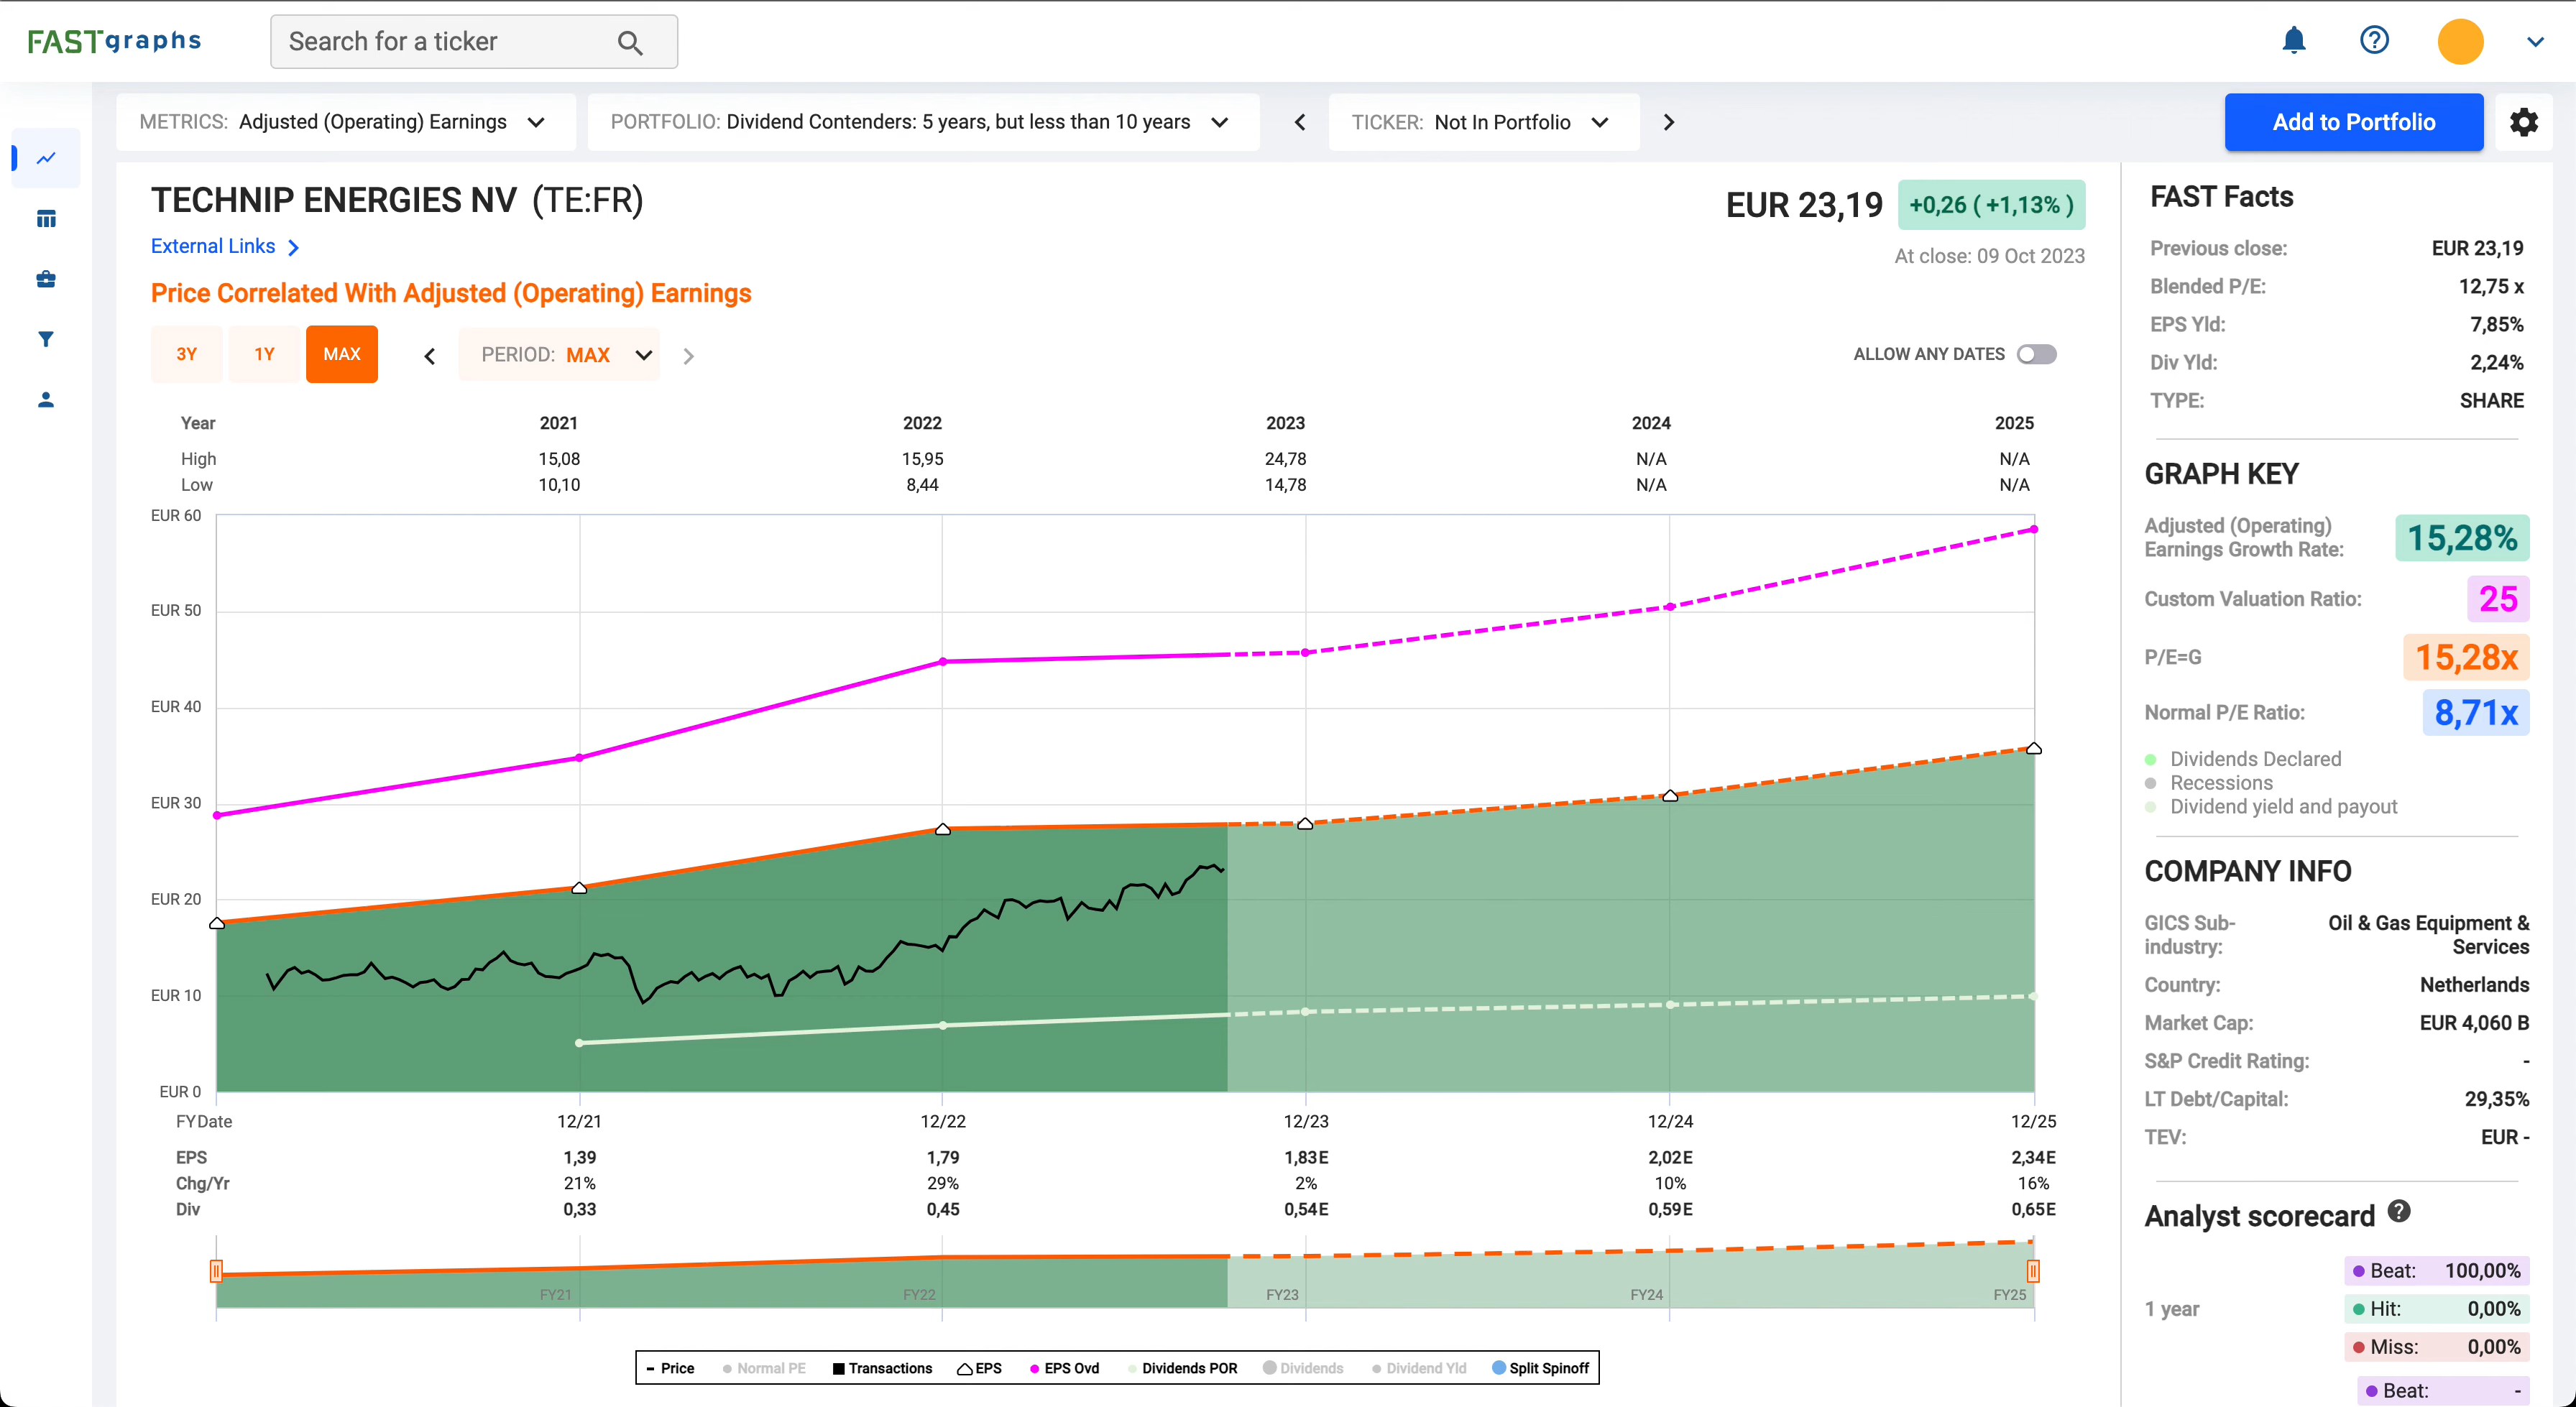 FASTgraphs
Search for a ticker
METRICS: Adjusted (Operating) Earnings
PORTFOLIO: Dividend Contenders: 5 years, but less than 10 years
TICKER: Not In Portfolio
Add to Portfolio
TECHNIP ENERGIES NV (TE:FR)
EUR 23,19 +0,26 ( +1,13% )
External Links
At close: 09 Oct 2023
Price Correlated With Adjusted (Operating) Earnings
3Y 1Y MAX PERIOD: MAX
ALLOW ANY DATES
Year 2021 2022 2023 2024 2025
High 15,08 15,95 24,78 N/A N/A
Low 10,10 8,44 14,78 N/A N/A
EUR 60
EUR 50
EUR 40
EUR 30
EUR 20
EUR 10
EUR 0
FYDate 12/21 12/22 12/23 12/24 12/25
EPS 1,39 1,79 1,83E 2,02E 2,34E
Chg/Yr 21% 29% 2% 10% 16%
Div 0,33 0,45 0,54E 0,59E 0,65E
FY21 FY22 FY23 FY24 FY25
Price Normal PE Transactions EPS EPS Ovd Dividends POR Dividends Dividend Yld Split Spinoff
FAST Facts
Previous close: EUR 23,19
Blended P/E: 12,75 x
EPS Yld: 7,85%
Div Yld: 2,24%
TYPE: SHARE
GRAPH KEY
Adjusted (Operating)
Earnings Growth Rate: 15,28%
Custom Valuation Ratio: 25
P/E=G 15,28x
Normal P/E Ratio: 8,71x
Dividends Declared
Recessions
Dividend yield and payout
COMPANY INFO
GICS Sub-
industry: Oil & Gas Equipment &
Services
Country: Netherlands
Market Cap: EUR 4,060 B
S&P Credit Rating: -
LT Debt/Capital: 29,35%
TEV: EUR -
Analyst scorecard ?
Beat: 100,00%
1 year Hit: 0,00%
Miss: 0,00%
Beat: -